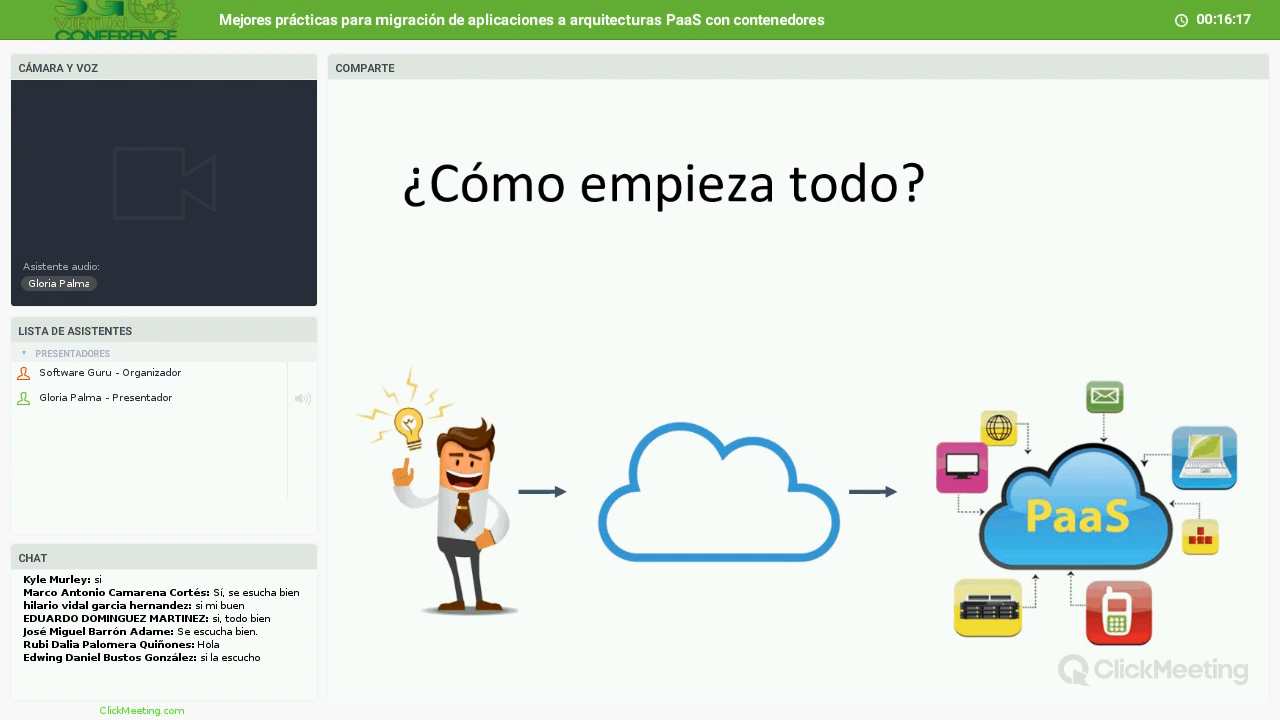 SG
VIRTUAL
CONFERENCE
Mejores prácticas para migración de aplicaciones a arquitecturas PaaS con contenedores
00:16:17
CÁMARA Y VOZ
Asistente audio:
Gloria Palma
LISTA DE ASISTENTES
PRESENTADORES
Software Guru - Organizador
Gloria Palma - Presentador
CHAT
Kyle Murley: si
Marco Antonio Camarena Cortés: Sí, se esucha bien
hilario vidal garcia hernandez: si mi buen
EDUARDO DOMINGUEZ MARTINEZ: si, todo bien
José Miguel Barrón Adame: Se escucha bien.
Rubi Dalia Palomera Quiñones: Hola
Edwing Daniel Bustos González: si la escucho
ClickMeeting.com
COMPARTE
¿Cómo empieza todo?
PaaS
ClickMeeting